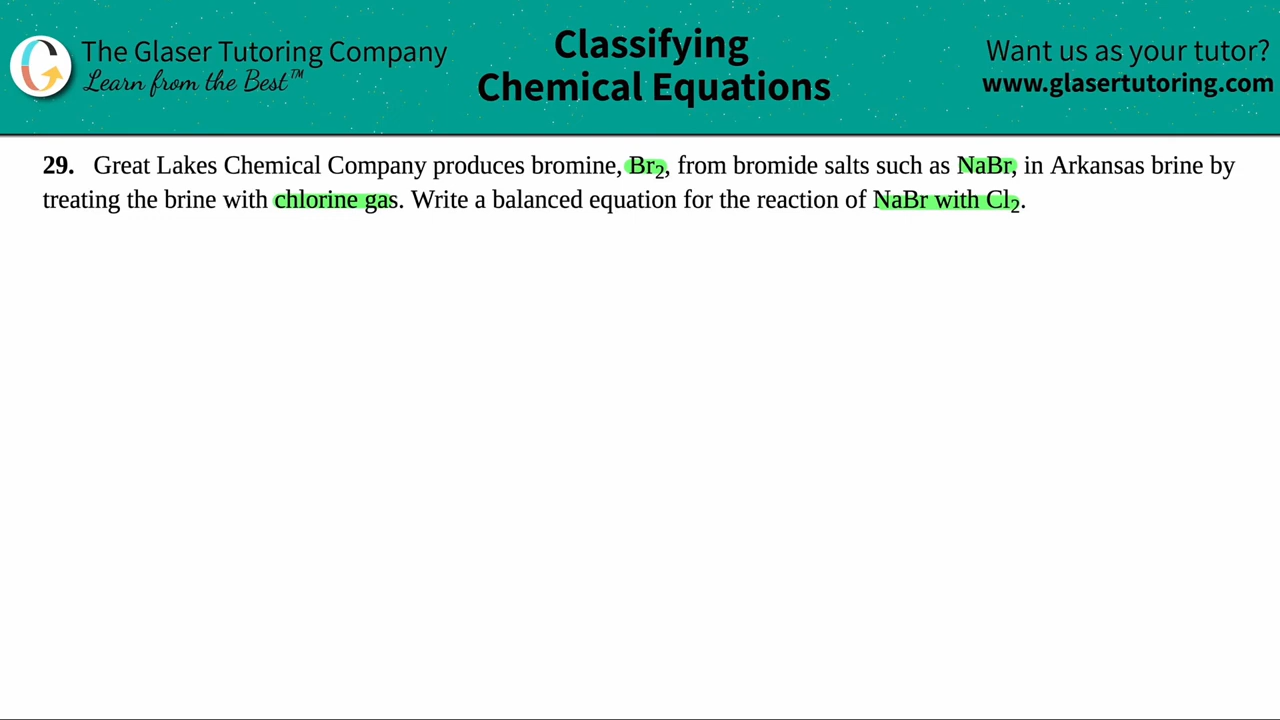 The Glaser Tutoring Company
Learn from the Best™
Classifying
Chemical Equations
Want us as your tutor?
www.glasertutoring.com
29. Great Lakes Chemical Company produces bromine, Br₂, from bromide salts such as NaBr, in Arkansas brine by
treating the brine with chlorine gas. Write a balanced equation for the reaction of NaBr with Cl₂.